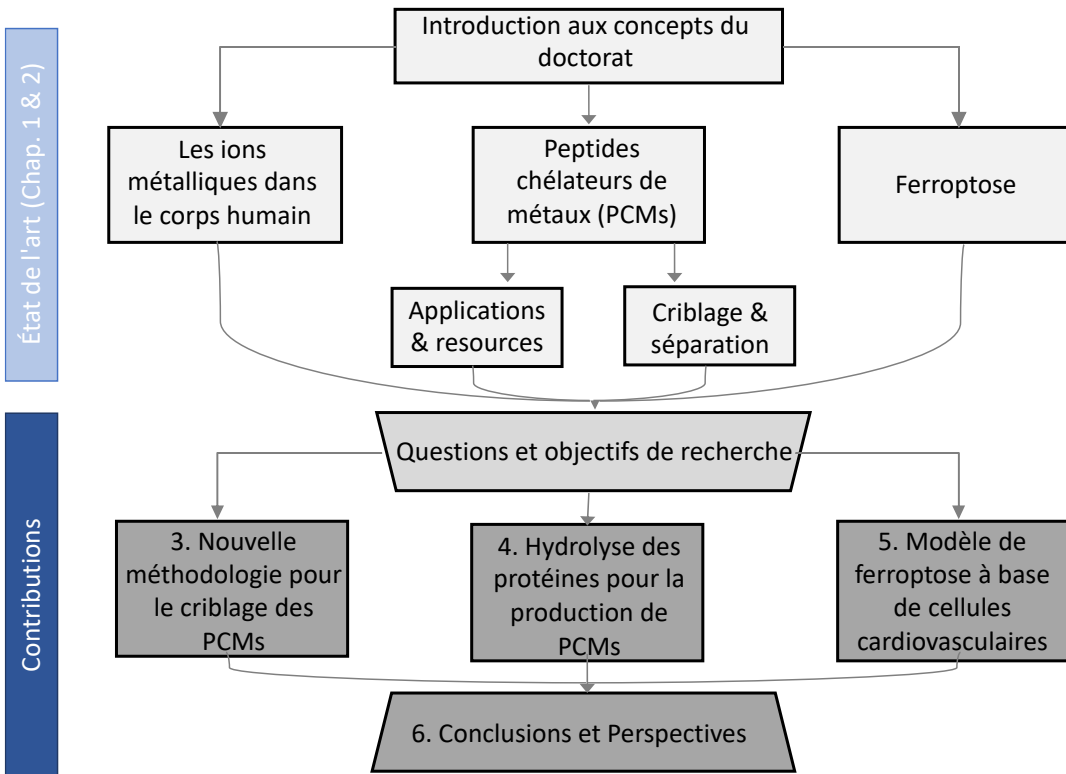 État de l'art (Chap. 1 & 2)
Introduction aux concepts du
doctorat
Les ions
métalliques dans
le corps humain
Peptides
chélateurs de
métaux (PCMs)
Ferroptose
Applications
& resources
Criblage &
séparation
Contributions
Questions et objectifs de recherche
3. Nouvelle
méthodologie pour
le criblage des
PCMs
4. Hydrolyse des
protéines pour la
production de
PCMs
5. Modèle de
ferroptose à base
de cellules
cardiovasculaires
6. Conclusions et Perspectives